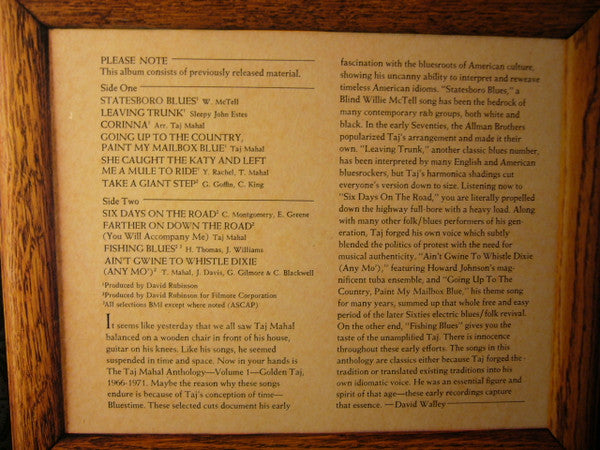 PLEASE NOTE
This album consists of previously released material.
Side One
STATESBORO BLUES¹ W. McTell
LEAVING TRUNK¹ Sleepy John Estes
CORINNA¹ Arr. Taj Mahal
GOING UP TO THE COUNTRY,
PAINT MY MAILBOX BLUE¹ Taj Mahal
SHE CAUGHT THE KATY AND LEFT
ME A MULE TO RIDE¹ Y. Rachel, T. Mahal
TAKE A GIANT STEP² G. Goffin, C. King
Side Two
SIX DAYS ON THE ROAD² C. Montgomery, E. Greene
FARTHER ON DOWN THE ROAD²
(You Will Accompany Me) Taj Mahal
FISHING BLUES² ³ H. Thomas, J. Williams
AIN'T GWINE TO WHISTLE DIXIE
(ANY MO')² T. Mahal, J. Davis, G. Gilmore & C. Blackwell
¹Produced by David Rubinson
²Produced by David Rubinson for Filmore Corporation
³All selections BMI except where noted (ASCAP)
It seems like yesterday that we all saw Taj Mahal
balanced on a wooden chair in front of his house,
guitar on his knees. Like his songs, he seemed
suspended in time and space. Now in your hands is
The Taj Mahal Anthology—Volume 1—Golden Taj,
1966-1971. Maybe the reason why these songs
endure is because of Taj's conception of time—
Bluestime. These selected cuts document his early
fascination with the bluesroots of American culture,
showing his uncanny ability to interpret and reweave
timeless American idioms. "Statesboro Blues," a
Blind Willie McTell song has been the bedrock of
many contemporary r&b groups, both white and
black. In the early Seventies, the Allman Brothers
popularized Taj's arrangement and made it their
own. "Leaving Trunk," another classic blues number,
has been interpreted by many English and American
bluesrockers, but Taj's harmonica shadings cut
everyone's version down to size. Listening now to
"Six Days On The Road," you are literally propelled
down the highway full-bore with a heavy load. Along
with many other folk/blues performers of his gen-
eration, Taj forged his own voice which subtly
blended the politics of protest with the need for
musical authenticity. "Ain't Gwine To Whistle Dixie
(Any Mo')," featuring Howard Johnson's mag-
nificent tuba ensemble, and "Going Up To The
Country, Paint My Mailbox Blue," his theme song
for many years, summed up that whole free and easy
period of the later Sixties electric blues/folk revival.
On the other end, "Fishing Blues" gives you the
taste of the unamplified Taj. There is innocence
throughout these early efforts. The songs in this
anthology are classics either because Taj forged the
tradition or translated existing traditions into his
own idiomatic voice. He was an essential figure and
spirit of that age—these early recordings capture
that essence. —David Walley